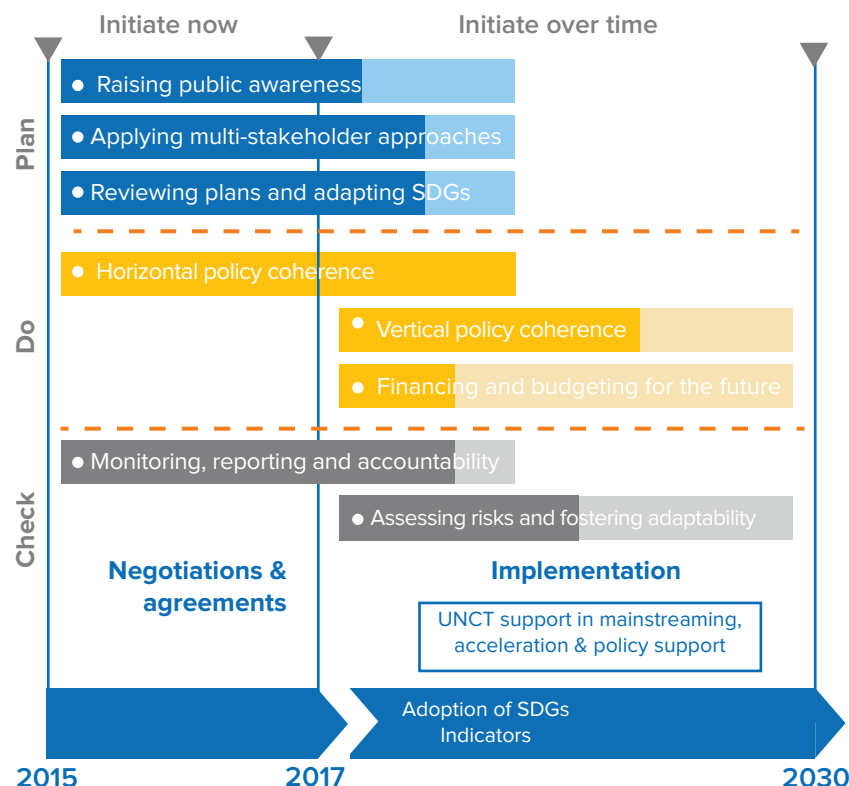 Initiate now
Initiate over time
Plan
Raising public awareness
Applying multi-stakeholder approaches
Reviewing plans and adapting SDGs
Do
Horizontal policy coherence
Vertical policy coherence
Financing and budgeting for the future
Check
Monitoring, reporting and accountability
Assessing risks and fostering adaptability
Negotiations &
agreements
Implementation
UNCT support in mainstreaming,
acceleration & policy support
Adoption of SDGs
Indicators
2015
2017
2030